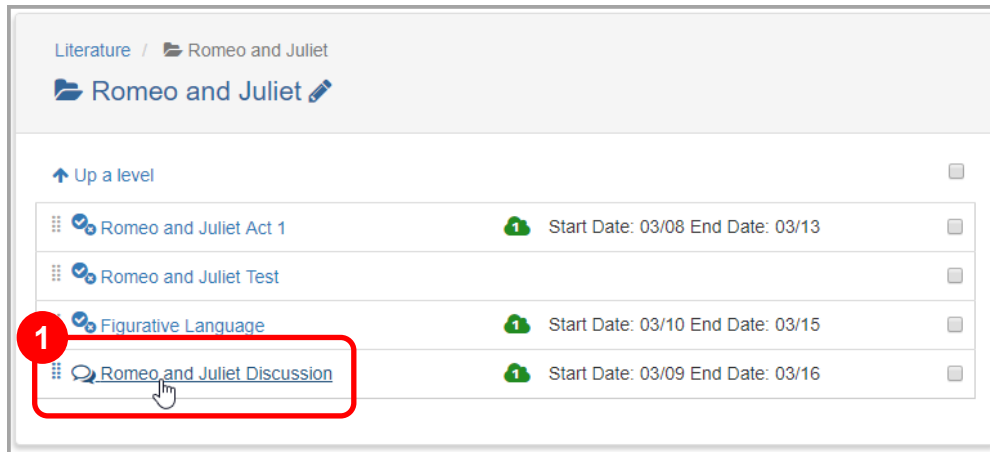 Literature / Romeo and Juliet
Romeo and Juliet
Up a level
Romeo and Juliet Act 1 1 Start Date: 03/08 End Date: 03/13
Romeo and Juliet Test
Figurative Language 1 Start Date: 03/10 End Date: 03/15
1
Romeo and Juliet Discussion 1 Start Date: 03/09 End Date: 03/16